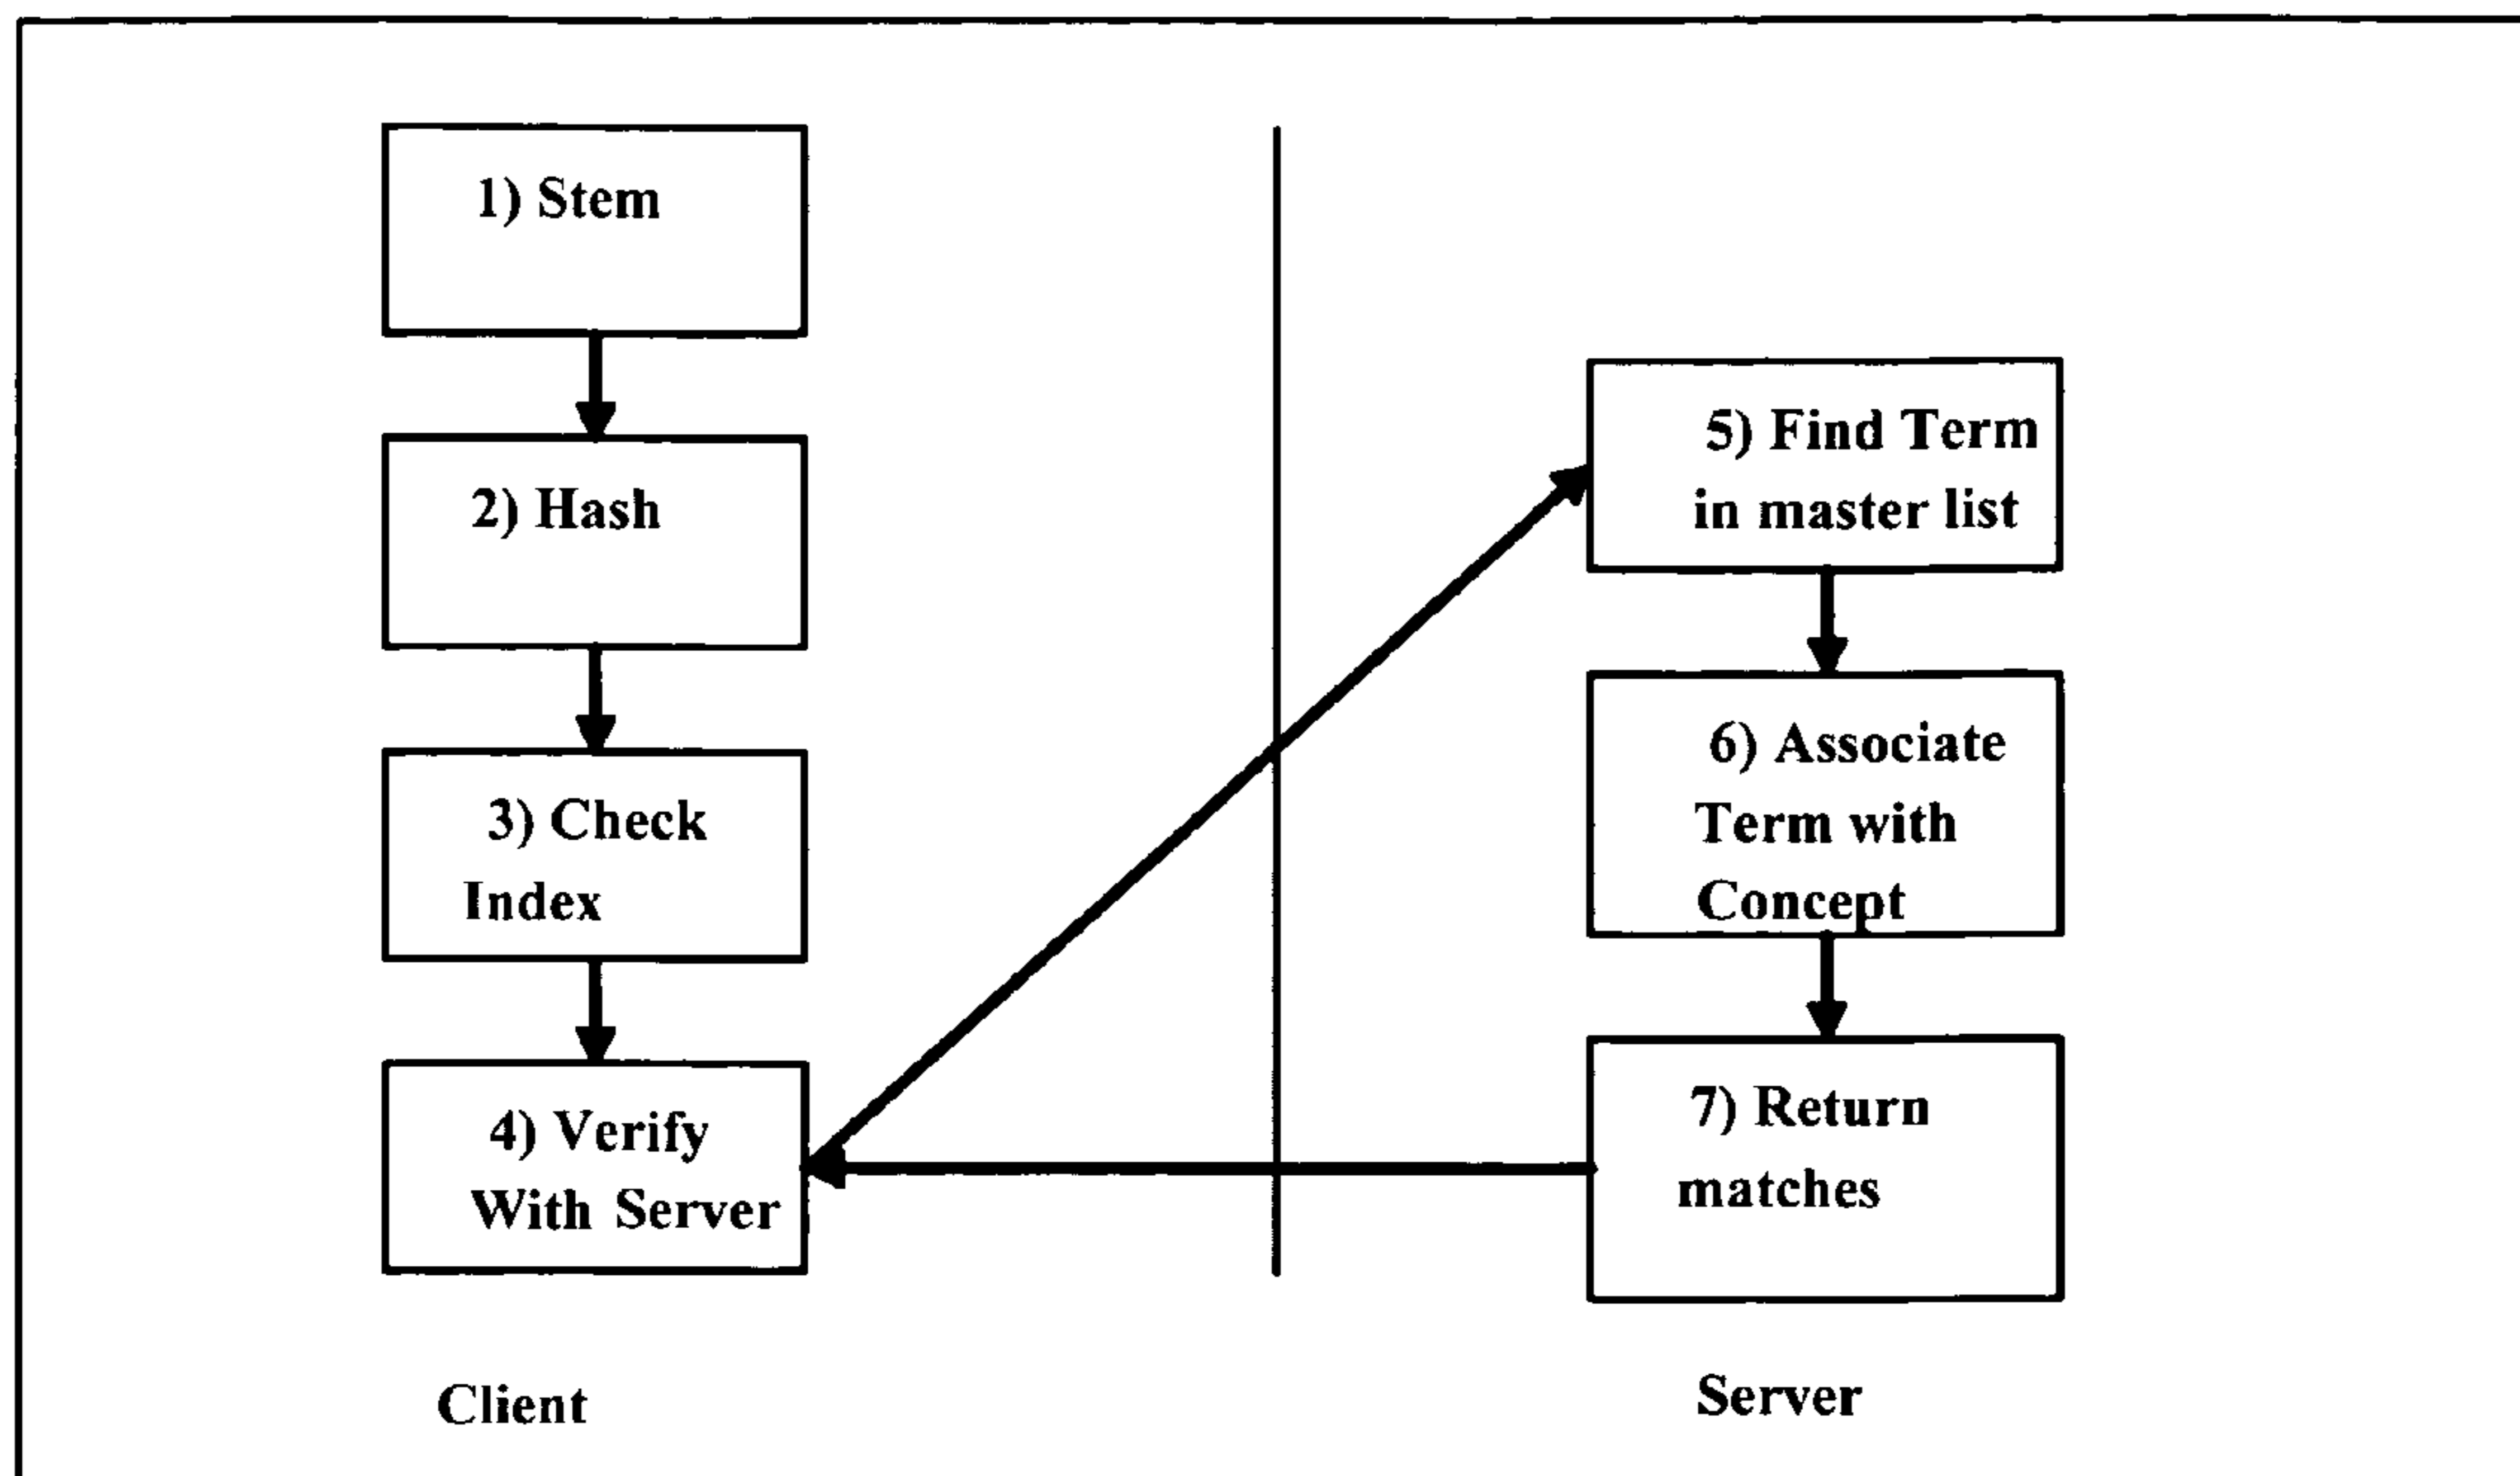 1) Stem
2) Hash
3) Check
Index
4) Verify
With Server
Client
5) Find Term
in master list
6) Associate
Term with
Concept
7) Return
matches
Server